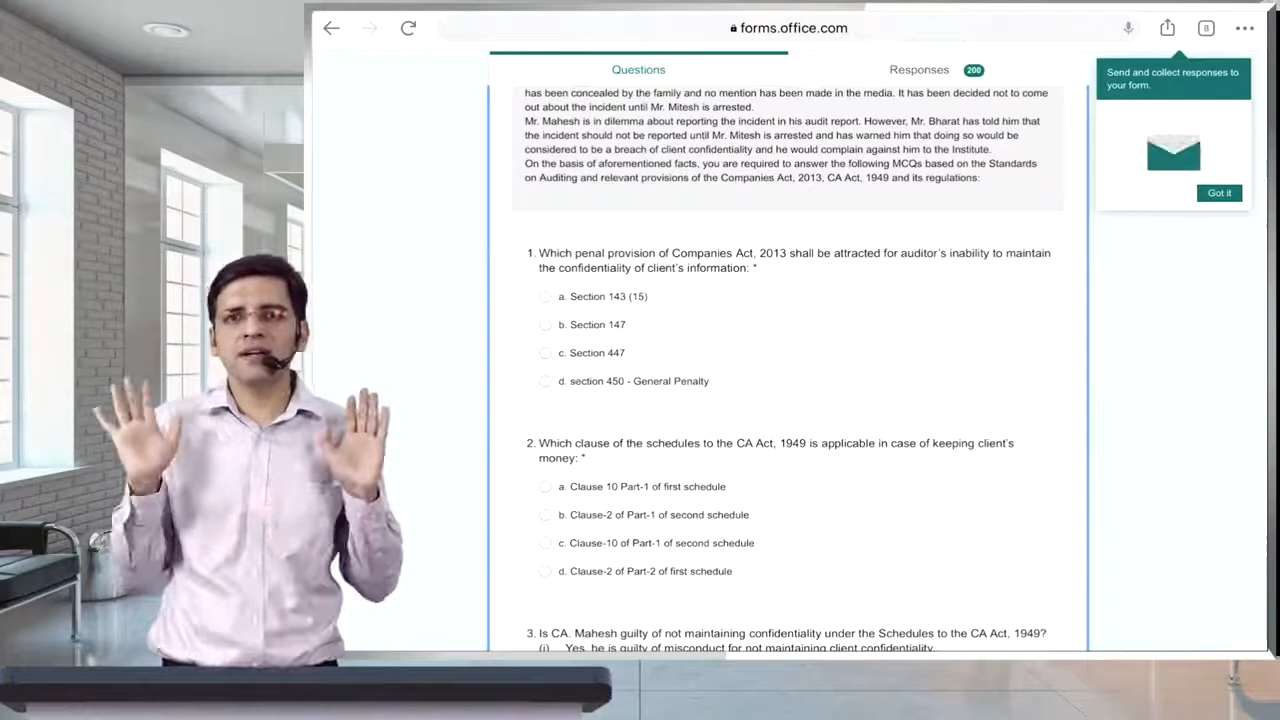 forms.office.com
8
Questions
Responses 200
Send and collect responses to
your form.
Got it
has been concealed by the family and no mention has been made in the media. It has been decided not to come
out about the incident until Mr. Mitesh is arrested.
Mr. Mahesh is in dilemma about reporting the incident in his audit report. However, Mr. Bharat has told him that
the incident should not be reported until Mr. Mitesh is arrested and has warned him that doing so would be
considered to be a breach of client confidentiality and he would complain against him to the Institute.
On the basis of aforementioned facts, you are required to answer the following MCQs based on the Standards
on Auditing and relevant provisions of the Companies Act, 2013, CA Act, 1949 and its regulations:
1. Which penal provision of Companies Act, 2013 shall be attracted for auditor's inability to maintain
the confidentiality of client's information: *
a. Section 143 (15)
b. Section 147
c. Section 447
d. section 450 - General Penalty
2. Which clause of the schedules to the CA Act, 1949 is applicable in case of keeping client's
money: *
a. Clause 10 Part-1 of first schedule
b. Clause-2 of Part-1 of second schedule
c. Clause-10 of Part-1 of second schedule
d. Clause-2 of Part-2 of first schedule
3. Is CA. Mahesh guilty of not maintaining confidentiality under the Schedules to the CA Act, 1949?
(i) Yes, he is guilty of misconduct for not maintaining client confidentiality.